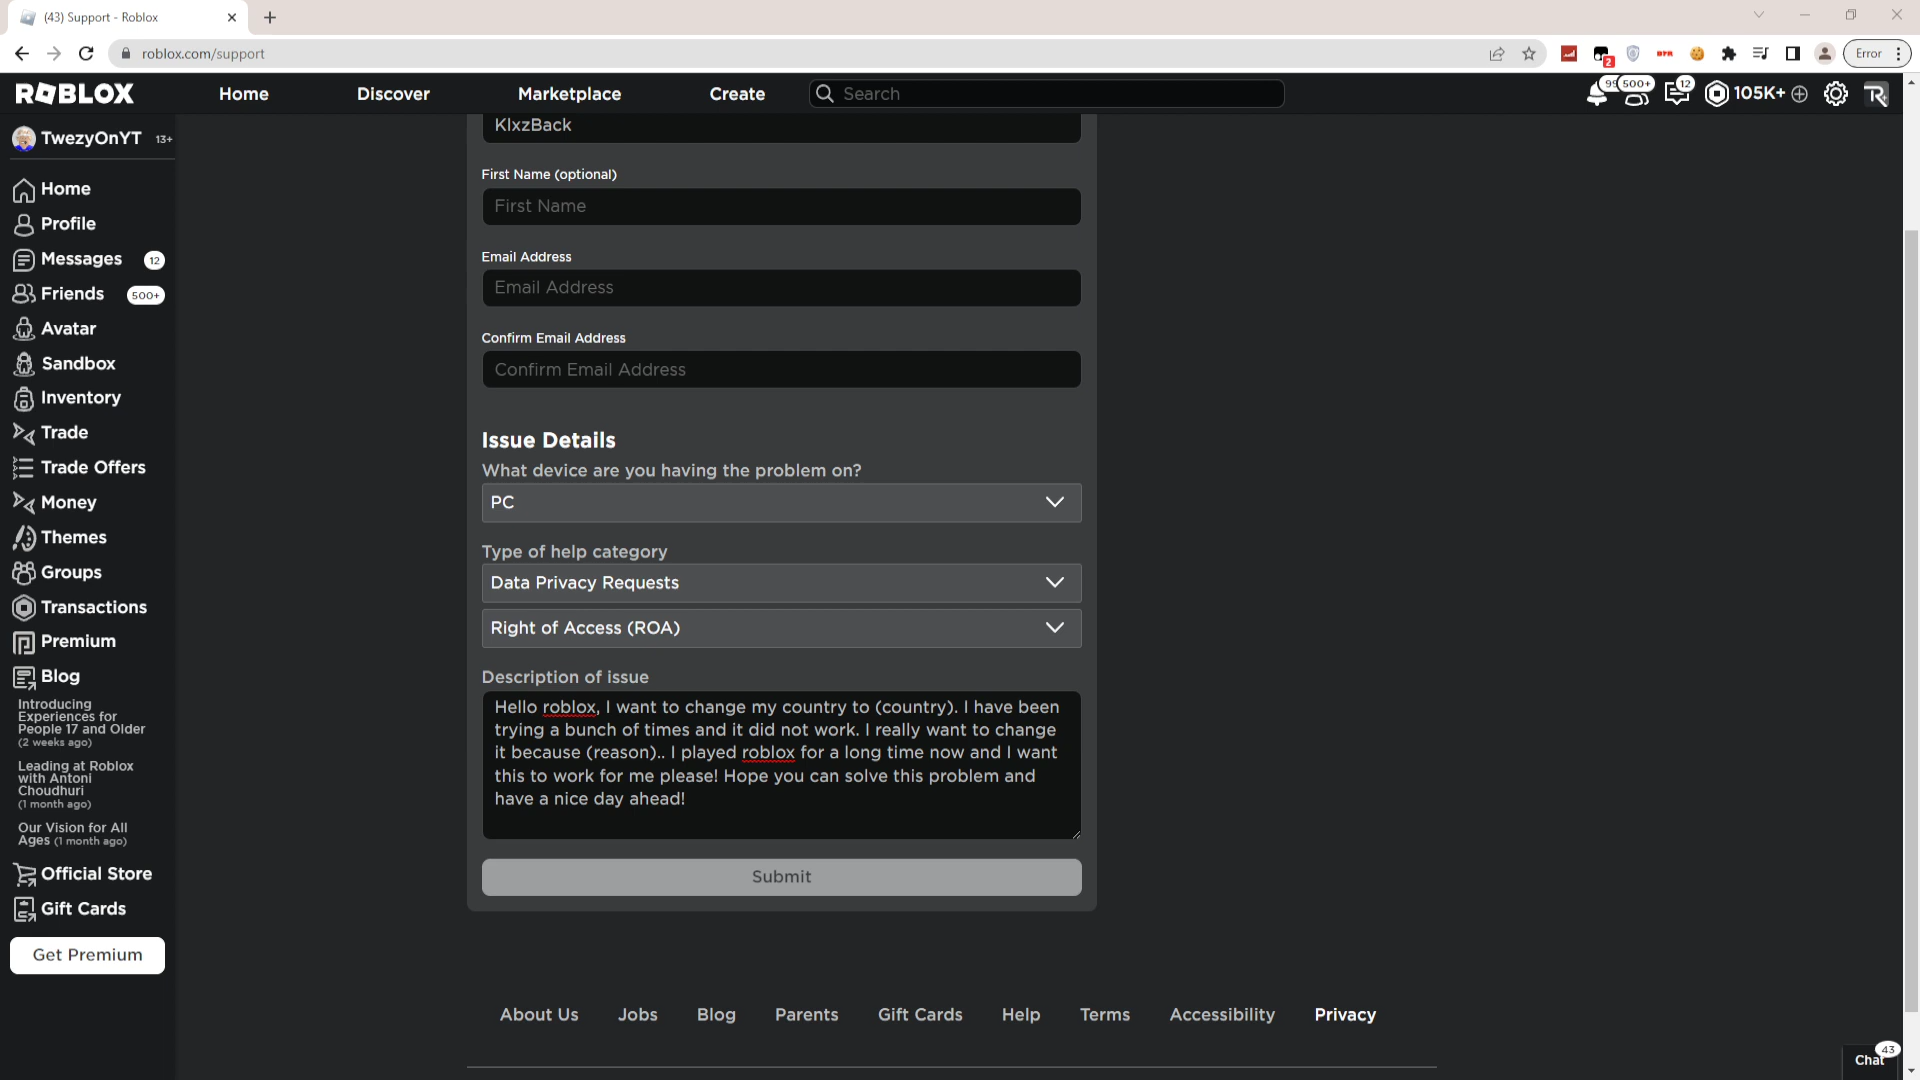 (43) Support - Roblox
roblox.com/support
2
Error
ROBLOX
Home
Discover
Marketplace
Create
Search
99
500+
12
105K+
TwezyOnYT
13+
Home
Profile
Messages
12
Friends
500+
Avatar
Sandbox
Inventory
Trade
Trade Offers
Money
Themes
Groups
Transactions
Premium
Blog
Introducing
Experiences for
People 17 and Older
(2 weeks ago)
Leading at Roblox
with Antoni
Choudhuri
(1 month ago)
Our Vision for All
Ages (1 month ago)
Official Store
Gift Cards
Get Premium
KlxzBack
First Name (optional)
First Name
Email Address
Email Address
Confirm Email Address
Confirm Email Address
Issue Details
What device are you having the problem on?
PC
Type of help category
Data Privacy Requests
Right of Access (ROA)
Description of issue
Hello roblox, I want to change my country to (country). I have been
trying a bunch of times and it did not work. I really want to change
it because (reason).. I played roblox for a long time now and I want
this to work for me please! Hope you can solve this problem and
have a nice day ahead!
Submit
About Us
Jobs
Blog
Parents
Gift Cards
Help
Terms
Accessibility
Privacy
Chat
43